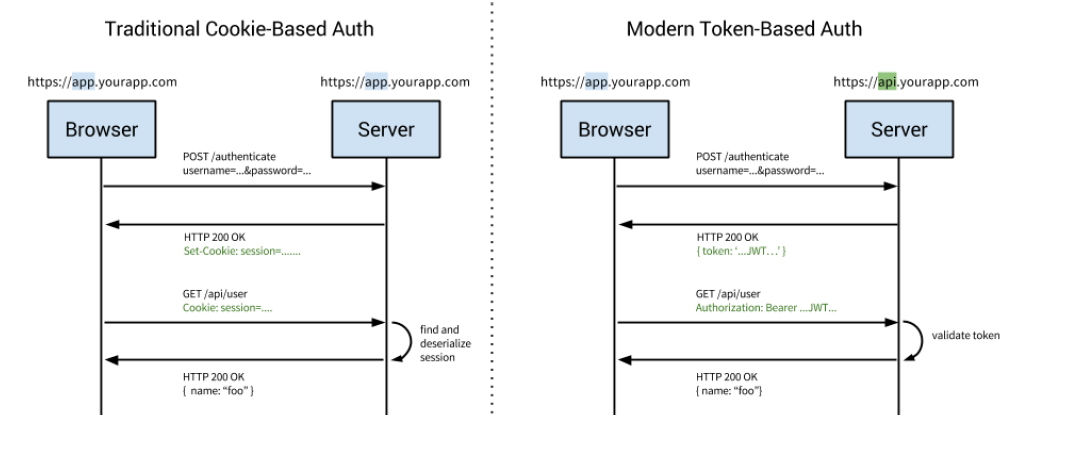 Traditional Cookie-Based Auth
https://app.yourapp.com
https://app.yourapp.com
Browser
Server
POST /authenticate
username=...&password=...
HTTP 200 OK
Set-Cookie: session=.......
GET /api/user
Cookie: session=....
find and
deserialize
session
HTTP 200 OK
{ name: “foo” }
Modern Token-Based Auth
https://app.yourapp.com
https://api.yourapp.com
Browser
Server
POST /authenticate
username=...&password=...
HTTP 200 OK
{ token: ‘...JWT...’ }
GET /api/user
Authorization: Bearer ...JWT...
validate token
HTTP 200 OK
{ name: “foo”}